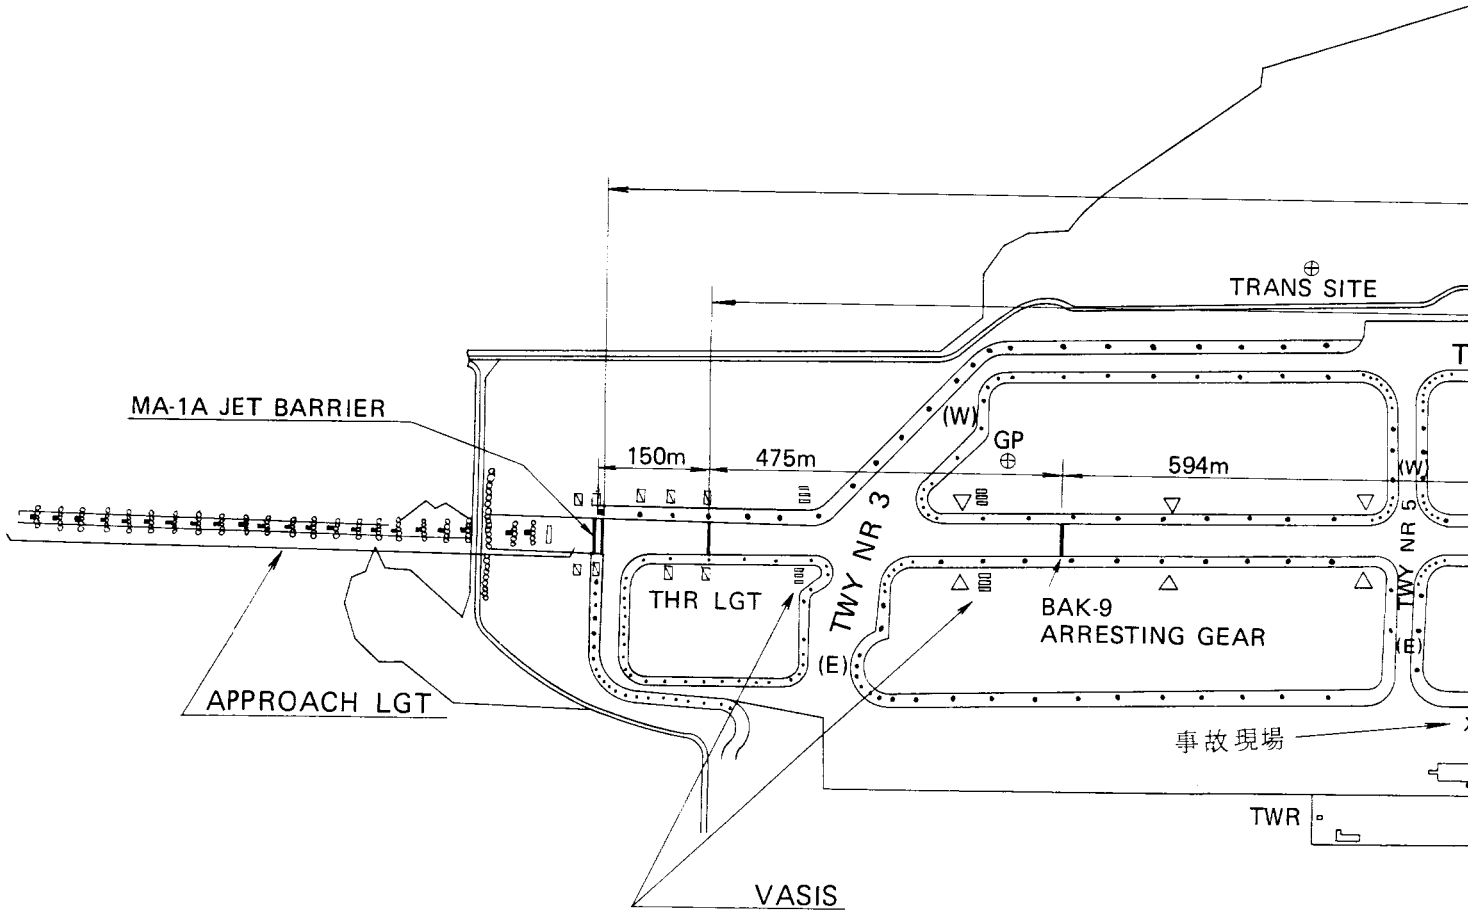 TRANS SITE
T
MA-1A JET BARRIER
(W)
150m
475m
GP
594m
(W)
TWY NR 3
TWY NR 5
THR LGT
BAK-9
ARRESTING GEAR
(E)
(E)
APPROACH LGT
事故現場
TWR
VASIS